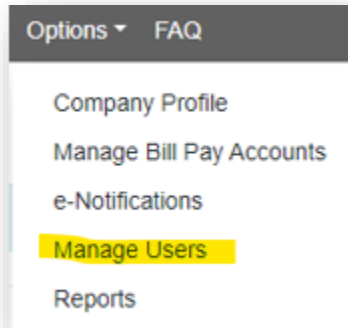 Options FAQ
Company Profile
Manage Bill Pay Accounts
e-Notifications
Manage Users
Reports